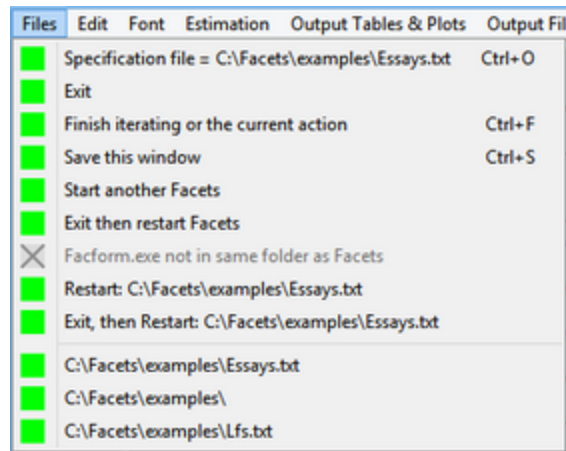 Files Edit Font Estimation Output Tables & Plots Output Fil
Specification file = C:\Facets\examples\Essays.txt Ctrl+O
Exit
Finish iterating or the current action Ctrl+F
Save this window Ctrl+S
Start another Facets
Exit then restart Facets
Facform.exe not in same folder as Facets
Restart: C:\Facets\examples\Essays.txt
Exit, then Restart: C:\Facets\examples\Essays.txt
C:\Facets\examples\Essays.txt
C:\Facets\examples\
C:\Facets\examples\Lfs.txt